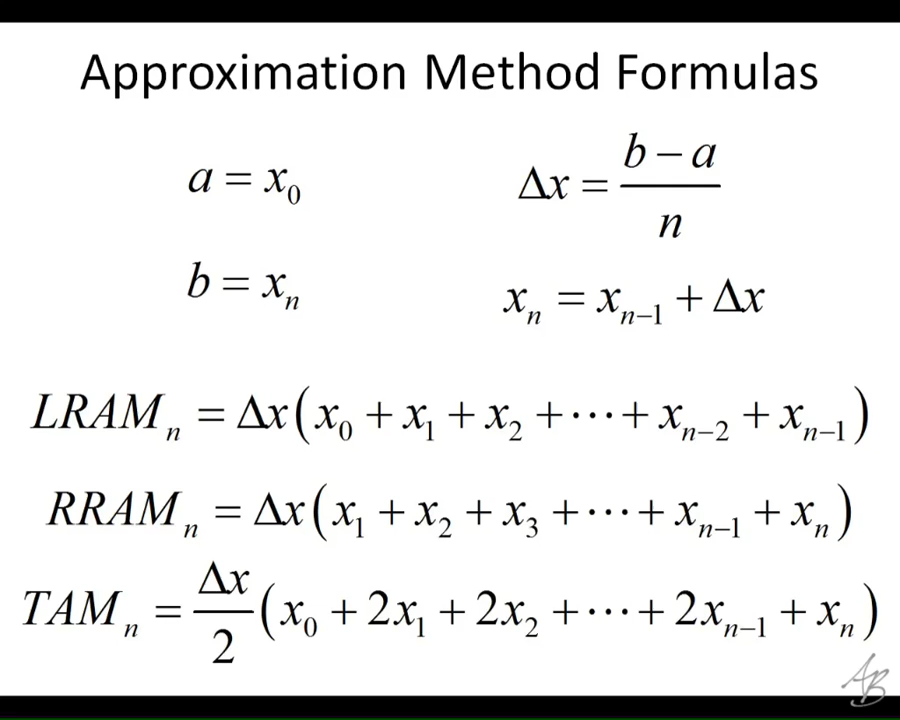 Approximation Method Formulas
a = x₀
Δx = (b − a)/n
b = xₙ
xₙ = xₙ₋₁ + Δx
LRAMₙ = Δx(x₀ + x₁ + x₂ + ⋯ + xₙ₋₂ + xₙ₋₁)
RRAMₙ = Δx(x₁ + x₂ + x₃ + ⋯ + xₙ₋₁ + xₙ)
TAMₙ = Δx/2 (x₀ + 2x₁ + 2x₂ + ⋯ + 2xₙ₋₁ + xₙ)
AB